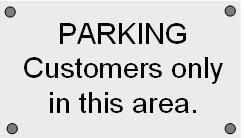 PARKING
Customers only
in this area.